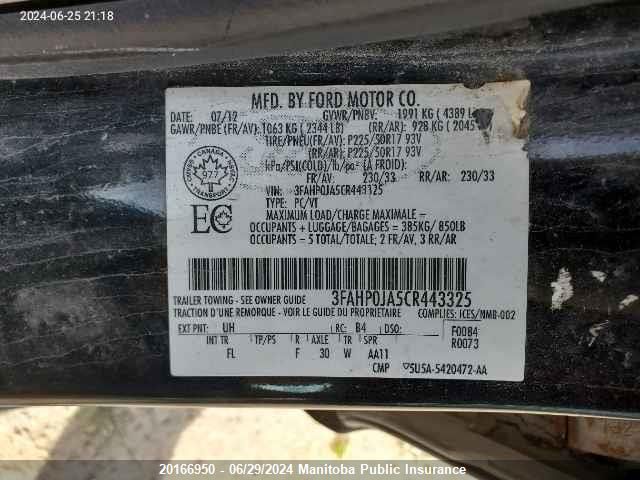 2024-06-25 21:18
MFD. BY FORD MOTOR CO.
DATE: 07/12 GVWR/PNBV: 1991 KG ( 4389
GAWR/PNBE (FR/AV): 1063 KG ( 2344 LB) (RR/AR): 928 KG ( 2045
TIRE/PNEU(FR/AV): P225/50R17 93V
(RR/AR): P225/50R17 93V
kPa/PSI(COLD)/lb/po² (À FROID):
FR/AV: 230/33 RR/AR: 230/33
VIN: 3FAHP0JA5CR443325
TYPE: PC/VT
MAXIMUM LOAD/CHARGE MAXIMALE =
OCCUPANTS + LUGGAGE/BAGAGES = 385KG/ 850LB
OCCUPANTS = 5 TOTAL/TOTALE; 2 FR/AV, 3 RR/AR
CANADA
977
TRANSPORT
EC
TRAILER TOWING - SEE OWNER GUIDE 3FAHP0JA5CR443325
TRACTION D'UNE REMORQUE - VOIR LE GUIDE DU PROPRIETAIRE COMPLIES: ICES/NMB-002
EXT PNT: UH RC: B4 DSO: F0084
INT TR TP/PS R AXLE TR SPR R0073
FL F 30 W AA11
CMP 5U5A-5420472-AA
20166950 - 06/29/2024 Manitoba Public Insurance